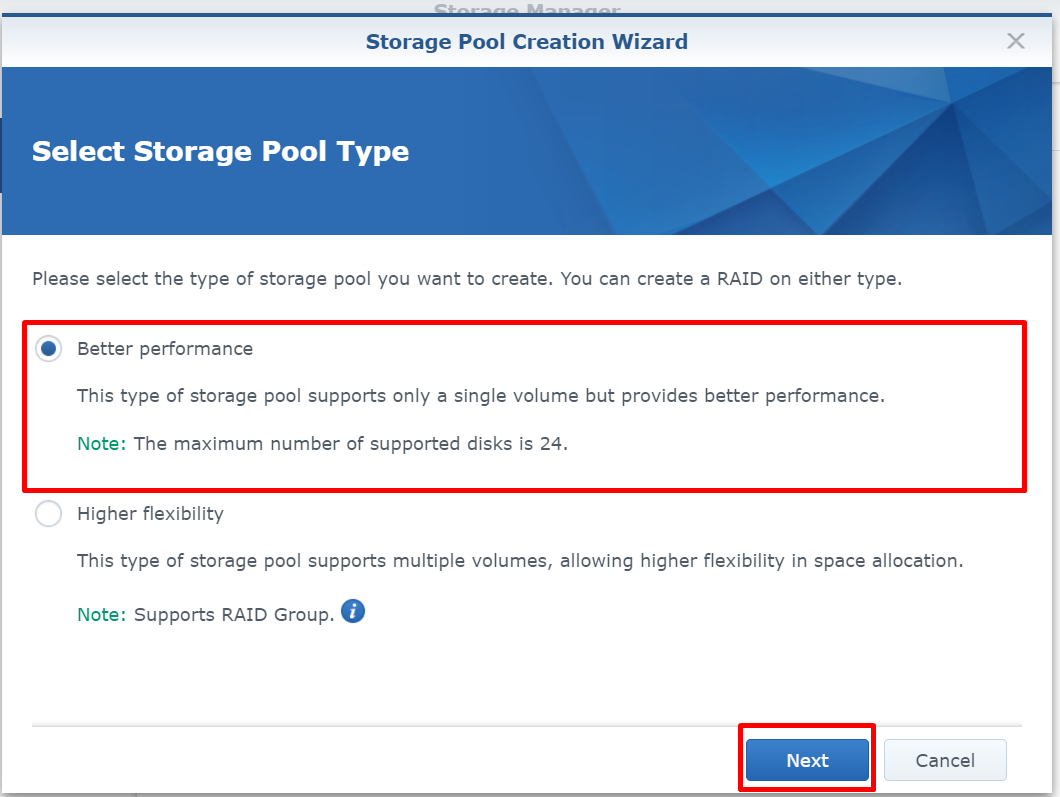 Storage Manager
Storage Pool Creation Wizard
Select Storage Pool Type
Please select the type of storage pool you want to create. You can create a RAID on either type.
Better performance
This type of storage pool supports only a single volume but provides better performance.
Note: The maximum number of supported disks is 24.
Higher flexibility
This type of storage pool supports multiple volumes, allowing higher flexibility in space allocation.
Note: Supports RAID Group. i
Next Cancel